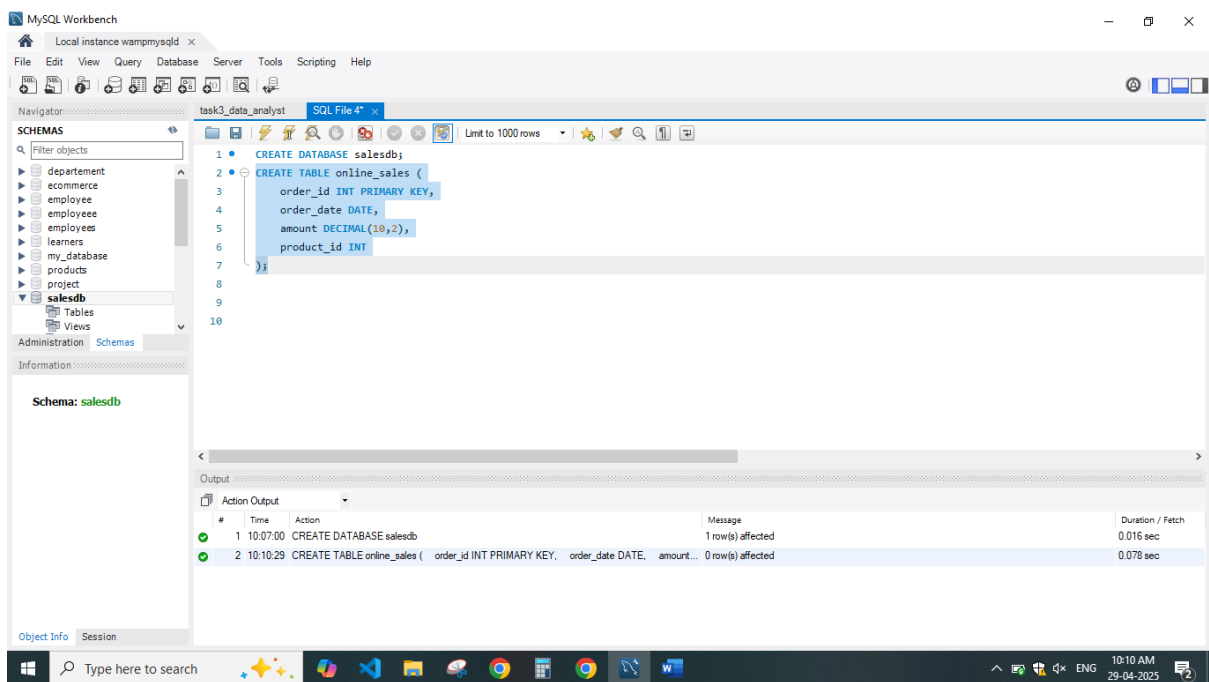 MySQL Workbench
Local instance wampmysqld
File Edit View Query Database Server Tools Scripting Help
Navigator
task3_data_analyst SQL File 4*
SCHEMAS
Limit to 1000 rows
Filter objects
departement
ecommerce
employee
employeee
employees
learners
my_database
products
project
salesdb
Tables
Views
Administration Schemas
Information
Schema: salesdb
1 CREATE DATABASE salesdb;
2 CREATE TABLE online_sales (
3 order_id INT PRIMARY KEY,
4 order_date DATE,
5 amount DECIMAL(10,2),
6 product_id INT
7 );
8
9
10
Output
Action Output
# Time Action Message Duration / Fetch
1 10:07:00 CREATE DATABASE salesdb 1 row(s) affected 0.016 sec
2 10:10:29 CREATE TABLE online_sales ( order_id INT PRIMARY KEY, order_date DATE, amount... 0 row(s) affected 0.078 sec
Object Info Session
Type here to search
ENG
10:10 AM
29-04-2025
2